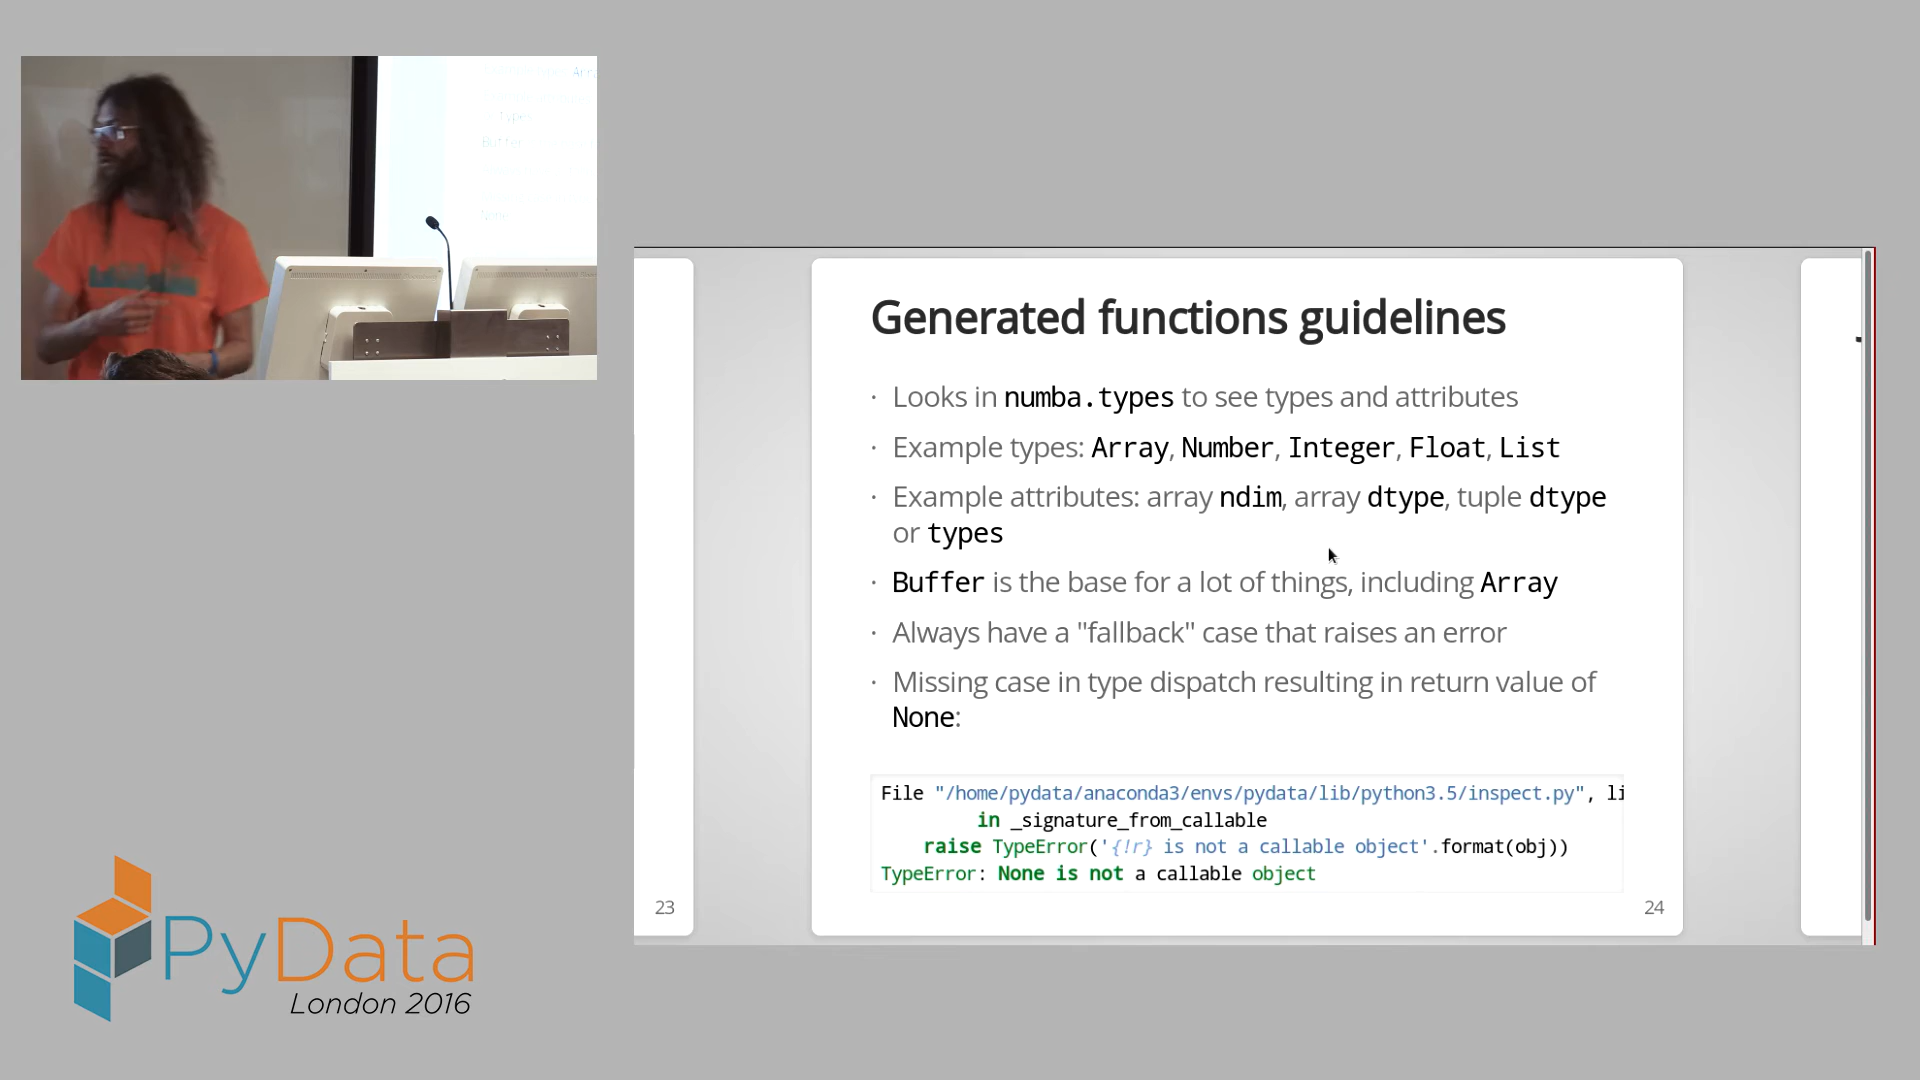 Generated functions guidelines
· Looks in numba.types to see types and attributes
· Example types: Array, Number, Integer, Float, List
· Example attributes: array ndim, array dtype, tuple dtype
or types
· Buffer is the base for a lot of things, including Array
· Always have a "fallback" case that raises an error
· Missing case in type dispatch resulting in return value of
None:
File "/home/pydata/anaconda3/envs/pydata/lib/python3.5/inspect.py", li
in _signature_from_callable
raise TypeError('{!r} is not a callable object'.format(obj))
TypeError: None is not a callable object
23
24
PyData
London 2016